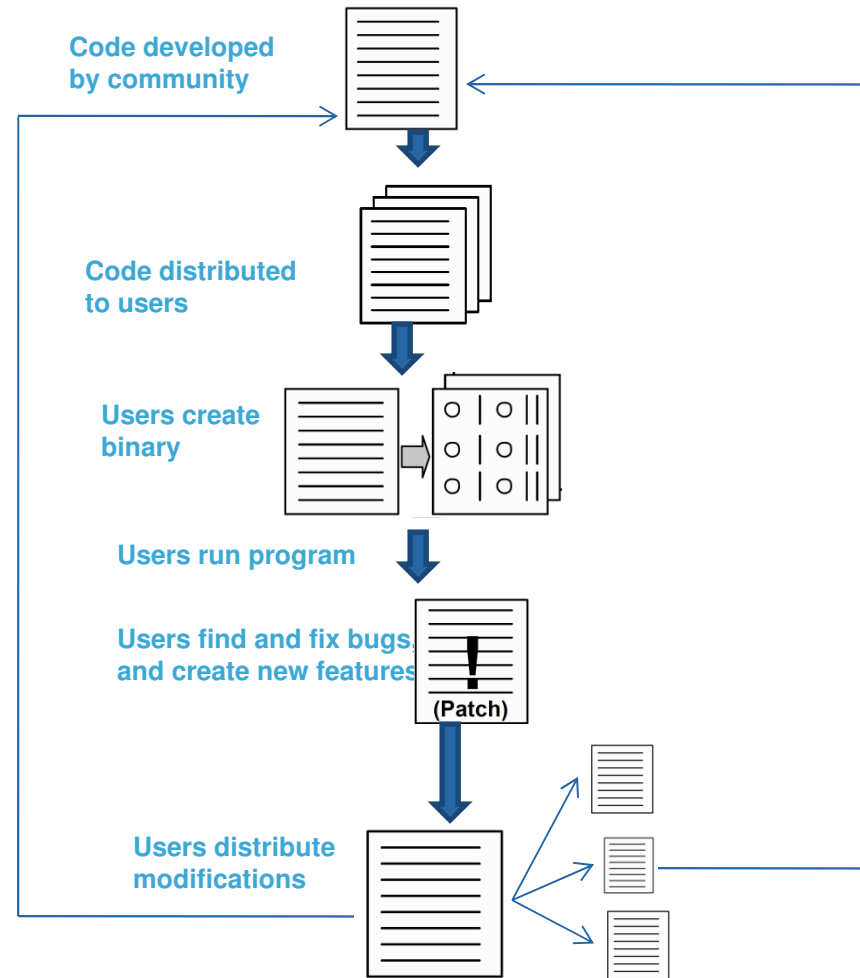 Code developed
by community
Code distributed
to users
Users create
binary
Users run program
Users find and fix bugs,
and create new features
!
(Patch)
Users distribute
modifications